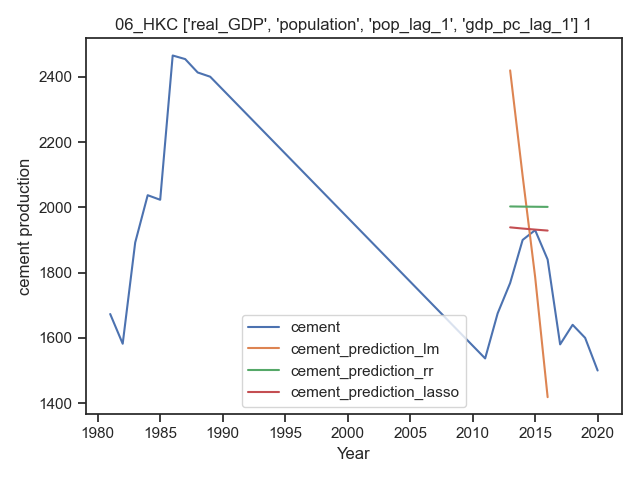 06_HKC ['real_GDP', 'population', 'pop_lag_1', 'gdp_pc_lag_1'] 1
cement production
2400
2200
2000
1800
1600
1400
cement
cement_prediction_lm
cement_prediction_rr
cement_prediction_lasso
1980 1985 1990 1995 2000 2005 2010 2015 2020
Year